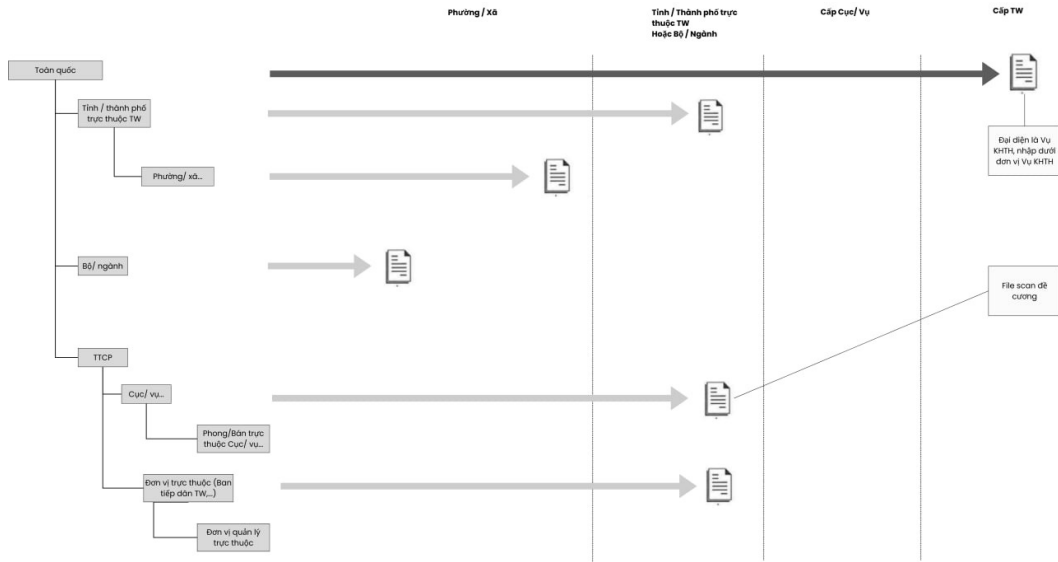 Phường / Xã
Tỉnh / Thành phố trực
thuộc TW
Hoặc Bộ / Ngành
Cấp Cục/ Vụ
Cấp TW
Toàn quốc
Tỉnh / thành phố
trực thuộc TW
Đại diện là Vụ
KHTH, nhập dưới
đơn vị Vụ KHTH
Phường/ xã...
Bộ/ ngành
File scan đề
cương
TTCP
Cục/ vụ...
Phong/Bán trực
thuộc Cục/ vụ...
Đơn vị trực thuộc (Ban
tiếp dân TW,...)
Đơn vị quản lý
trực thuộc